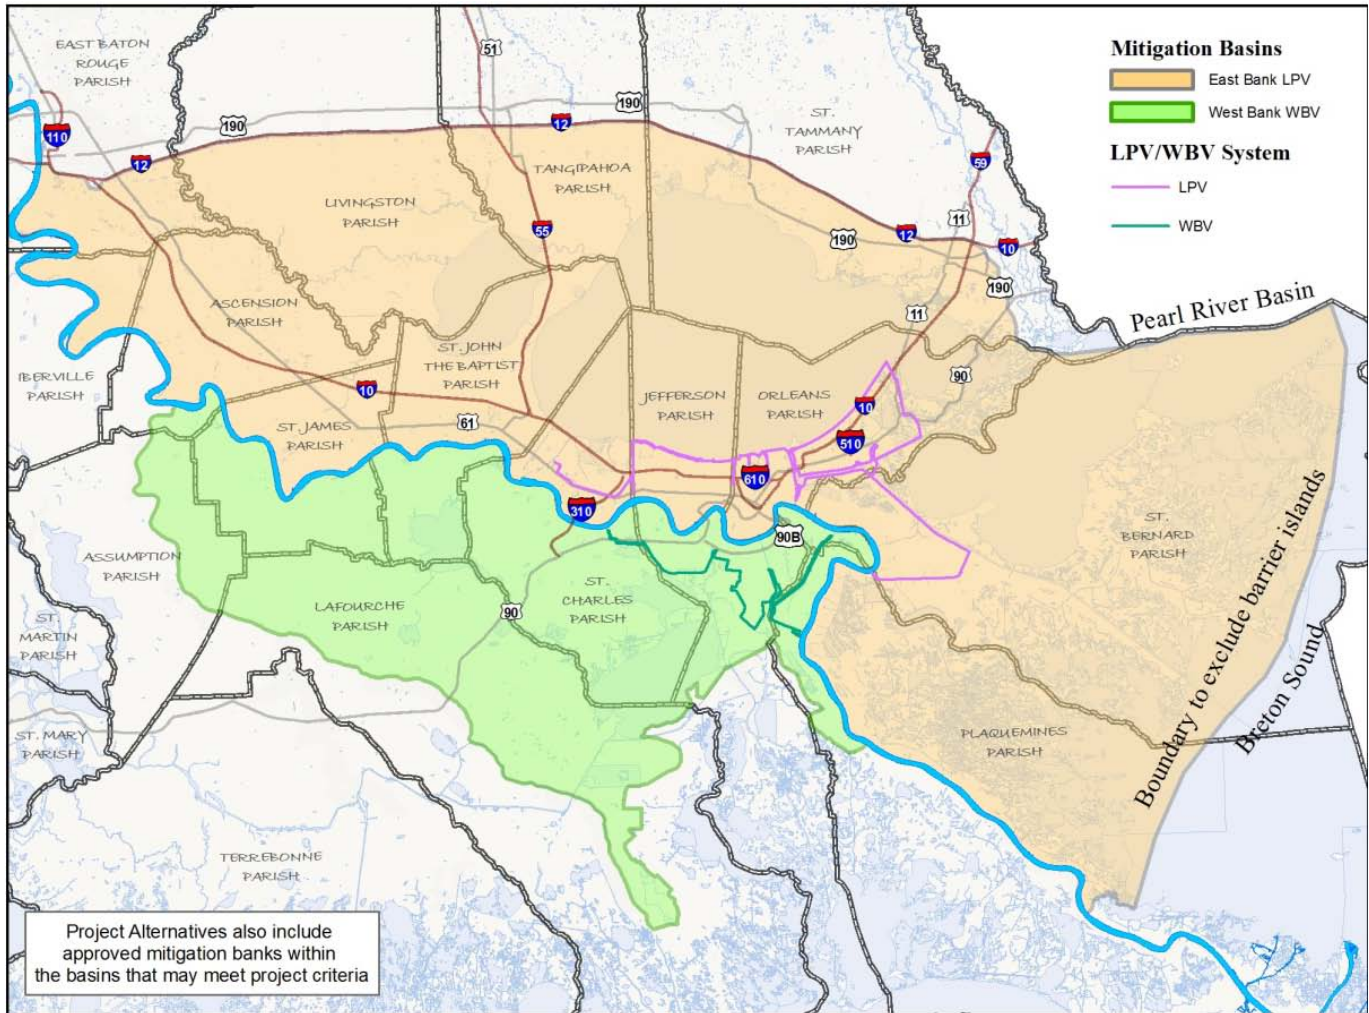 EAST BATON
ROUGE
PARISH
51
190
190
110
12
12
ST.
TAMMANY
PARISH
59
TANGIPAHOA
PARISH
LIVINGSTON
PARISH
55
11
190
12
10
190
11
ASCENSION
PARISH
ST. JOHN
THE BAPTIST
PARISH
IBERVILLE
PARISH
10
61
ST. JAMES
PARISH
JEFFERSON
PARISH
ORLEANS
PARISH
90
10
510
610
310
90B
ASSUMPTION
PARISH
LAFOURCHE
PARISH
90
ST.
CHARLES
PARISH
ST.
BERNARD
PARISH
ST.
MARTIN
PARISH
ST. MARY
PARISH
PLAQUEMINES
PARISH
TERREBONNE
PARISH
Pearl River Basin
Boundary to exclude barrier islands
Breton Sound
Mitigation Basins
East Bank LPV
West Bank WBV
LPV/WBV System
LPV
WBV
Project Alternatives also include
approved mitigation banks within
the basins that may meet project criteria